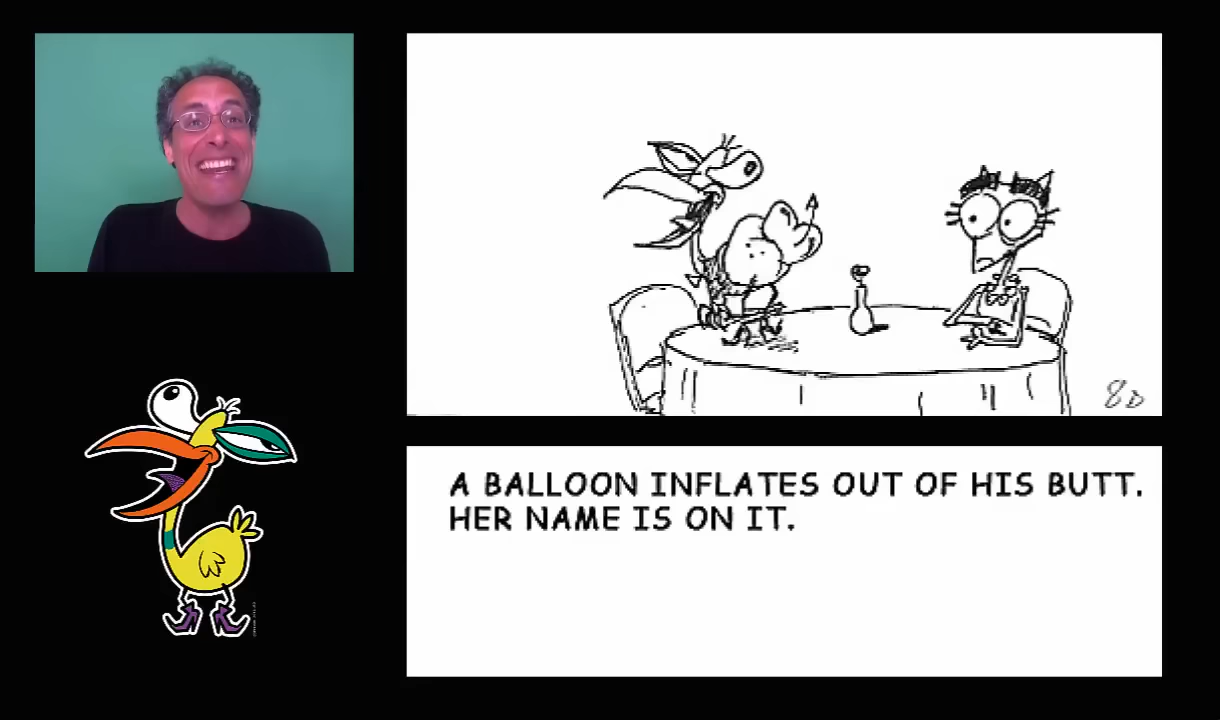 8D
A BALLOON INFLATES OUT OF HIS BUTT.
HER NAME IS ON IT.